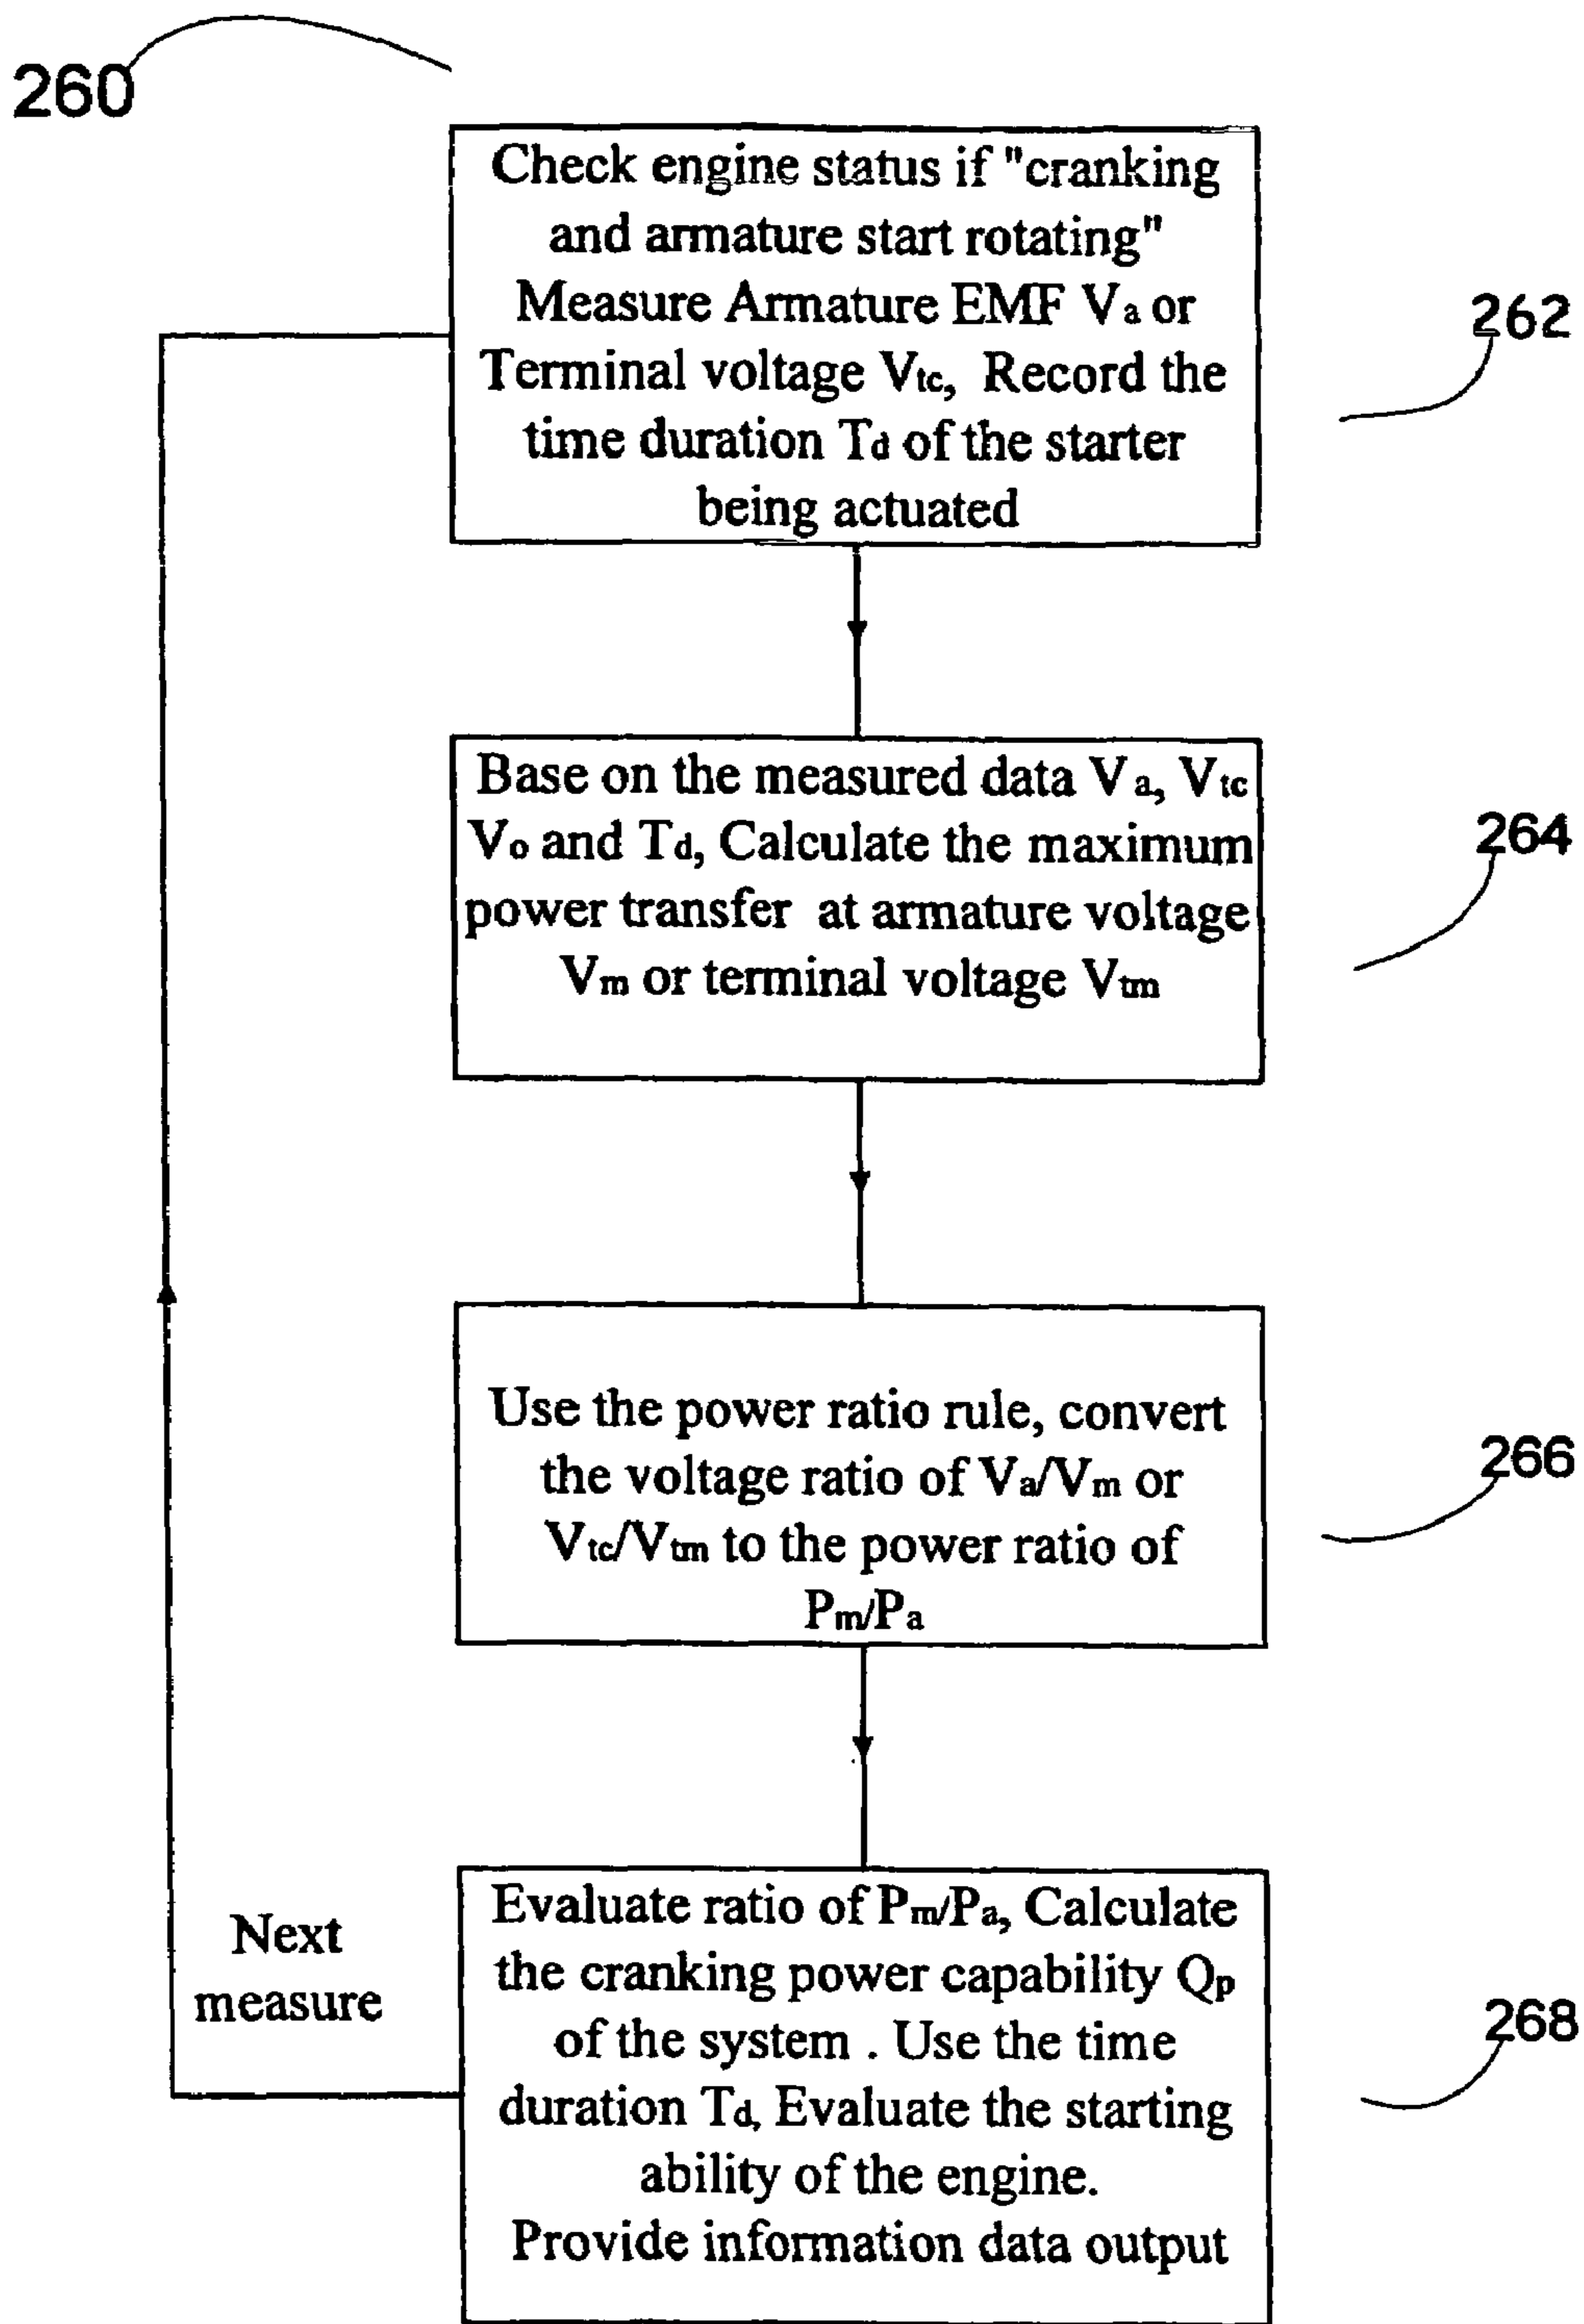 260
Check engine status if "cranking
and armature start rotating"
Measure Armature EMF Va or
Terminal voltage Vtc, Record the
time duration Td of the starter
being actuated
262
Base on the measured data Va, Vtc
Vo and Td, Calculate the maximum
power transfer at armature voltage
Vm or terminal voltage Vtm
264
Use the power ratio rule, convert
the voltage ratio of Va/Vm or
Vtc/Vtm to the power ratio of
Pm/Pa
266
Evaluate ratio of Pm/Pa, Calculate
the cranking power capability Qp
of the system . Use the time
duration Td, Evaluate the starting
ability of the engine.
Provide information data output
268
Next
measure